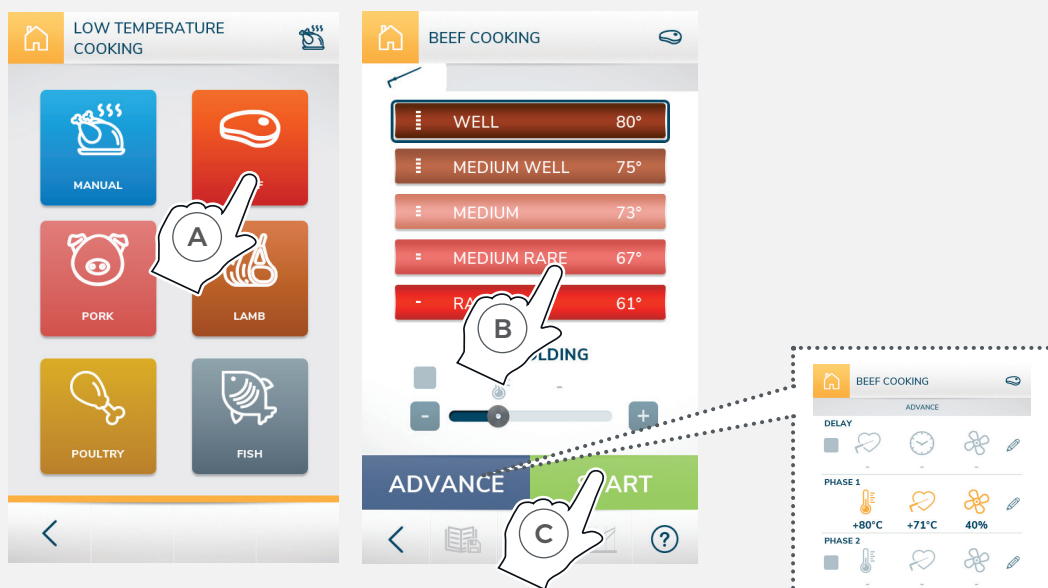 LOW TEMPERATURE
COOKING
MANUAL
A
PORK
LAMB
POULTRY
FISH
BEEF COOKING
WELL 80°
MEDIUM WELL 75°
MEDIUM 73°
MEDIUM RARE 67°
61°
B
ADVANCE
C
?
BEEF COOKING
ADVANCE
DELAY
- - -
PHASE 1
+80°C +71°C 40%
PHASE 2
- - -